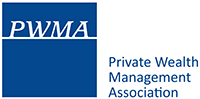 PWMA
Private Wealth
Management
Association